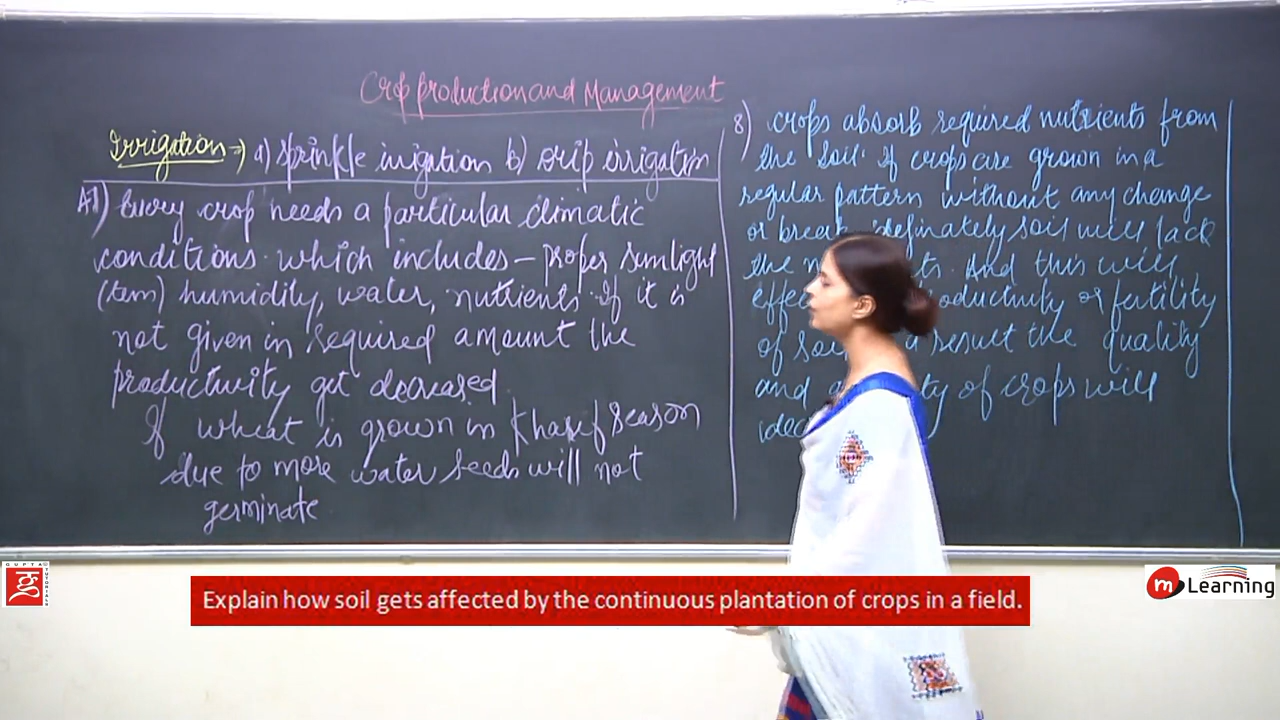 Crop production and Management
Irrigation → a) sprinkle irrigation b) drip irrigation
A7) Every crop needs a particular climatic
conditions. which includes – proper sunlight
(tem) humidity, water, nutrients. If it is
not given in required amount the
productivity get decreased.
If wheat is grown in Kharif season
due to more water seeds will not
germinate
8) crops absorb required nutrients from
the soil. If crops are grown in a
regular pattern without any change
or break definately soil will lack
the And this will
or fertility
of result the quality
and of crops will
GUPTA TUTORIALS
Explain how soil gets affected by the continuous plantation of crops in a field.
m Learning